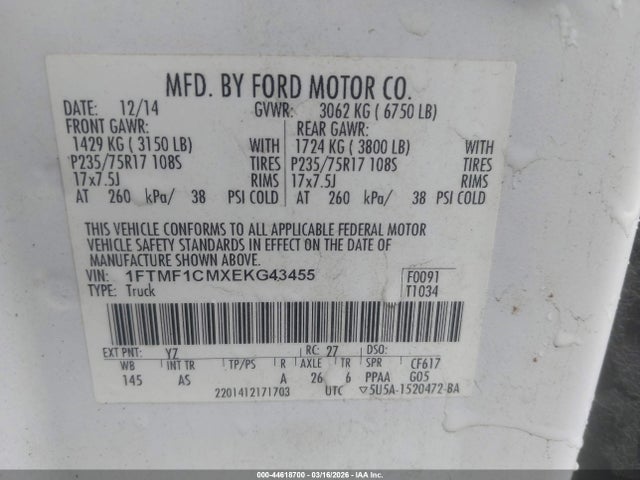 MFD. BY FORD MOTOR CO.
DATE: 12/14 GVWR: 3062 KG ( 6750 LB)
FRONT GAWR: REAR GAWR:
1429 KG ( 3150 LB) WITH 1724 KG ( 3800 LB) WITH
P235/75R17 108S TIRES P235/75R17 108S TIRES
17x7.5J RIMS 17x7.5J RIMS
AT 260 kPa/ 38 PSI COLD AT 260 kPa/ 38 PSI COLD
THIS VEHICLE CONFORMS TO ALL APPLICABLE FEDERAL MOTOR
VEHICLE SAFETY STANDARDS IN EFFECT ON THE DATE OF
MANUFACTURE SHOWN ABOVE.
VIN: 1FTMF1CMXEKG43455 F0091
TYPE: Truck T1034
EXT PNT: YZ RC: 27 DSO:
WB INT TR TP/PS R AXLE TR SPR CF617
145 AS A 26 6 PPAA G05
2201412171703 UTC ▽5U5A-1520472-BA
000-44618700 - 03/16/2026 - IAA Inc.